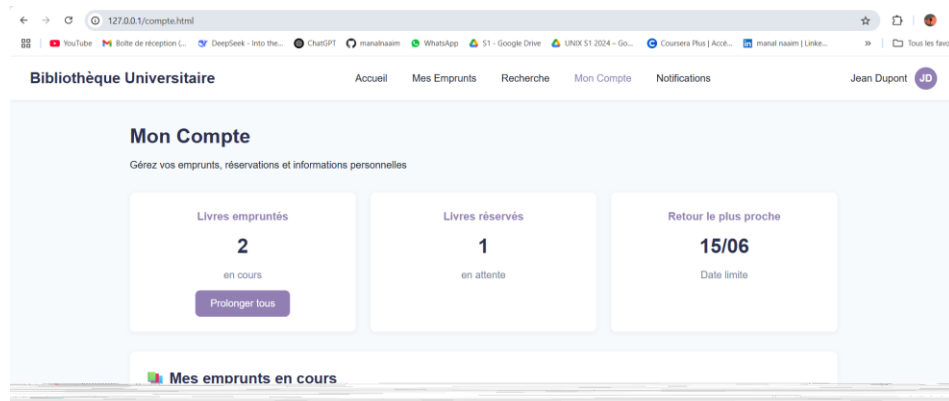 127.0.0.1/compte.html
YouTube Boîte de réception (... DeepSeek - Into the... ChatGPT manalnaaim WhatsApp S1 - Google Drive UNIX S1 2024 – Go... Coursera Plus | Accé... manal naaim | Linke... » Tous les favo
Bibliothèque Universitaire Accueil Mes Emprunts Recherche Mon Compte Notifications Jean Dupont JD
Mon Compte
Gérez vos emprunts, réservations et informations personnelles
Livres empruntés Livres réservés Retour le plus proche
2 1 15/06
en cours en attente Date limite
Prolonger tous
Mes emprunts en cours